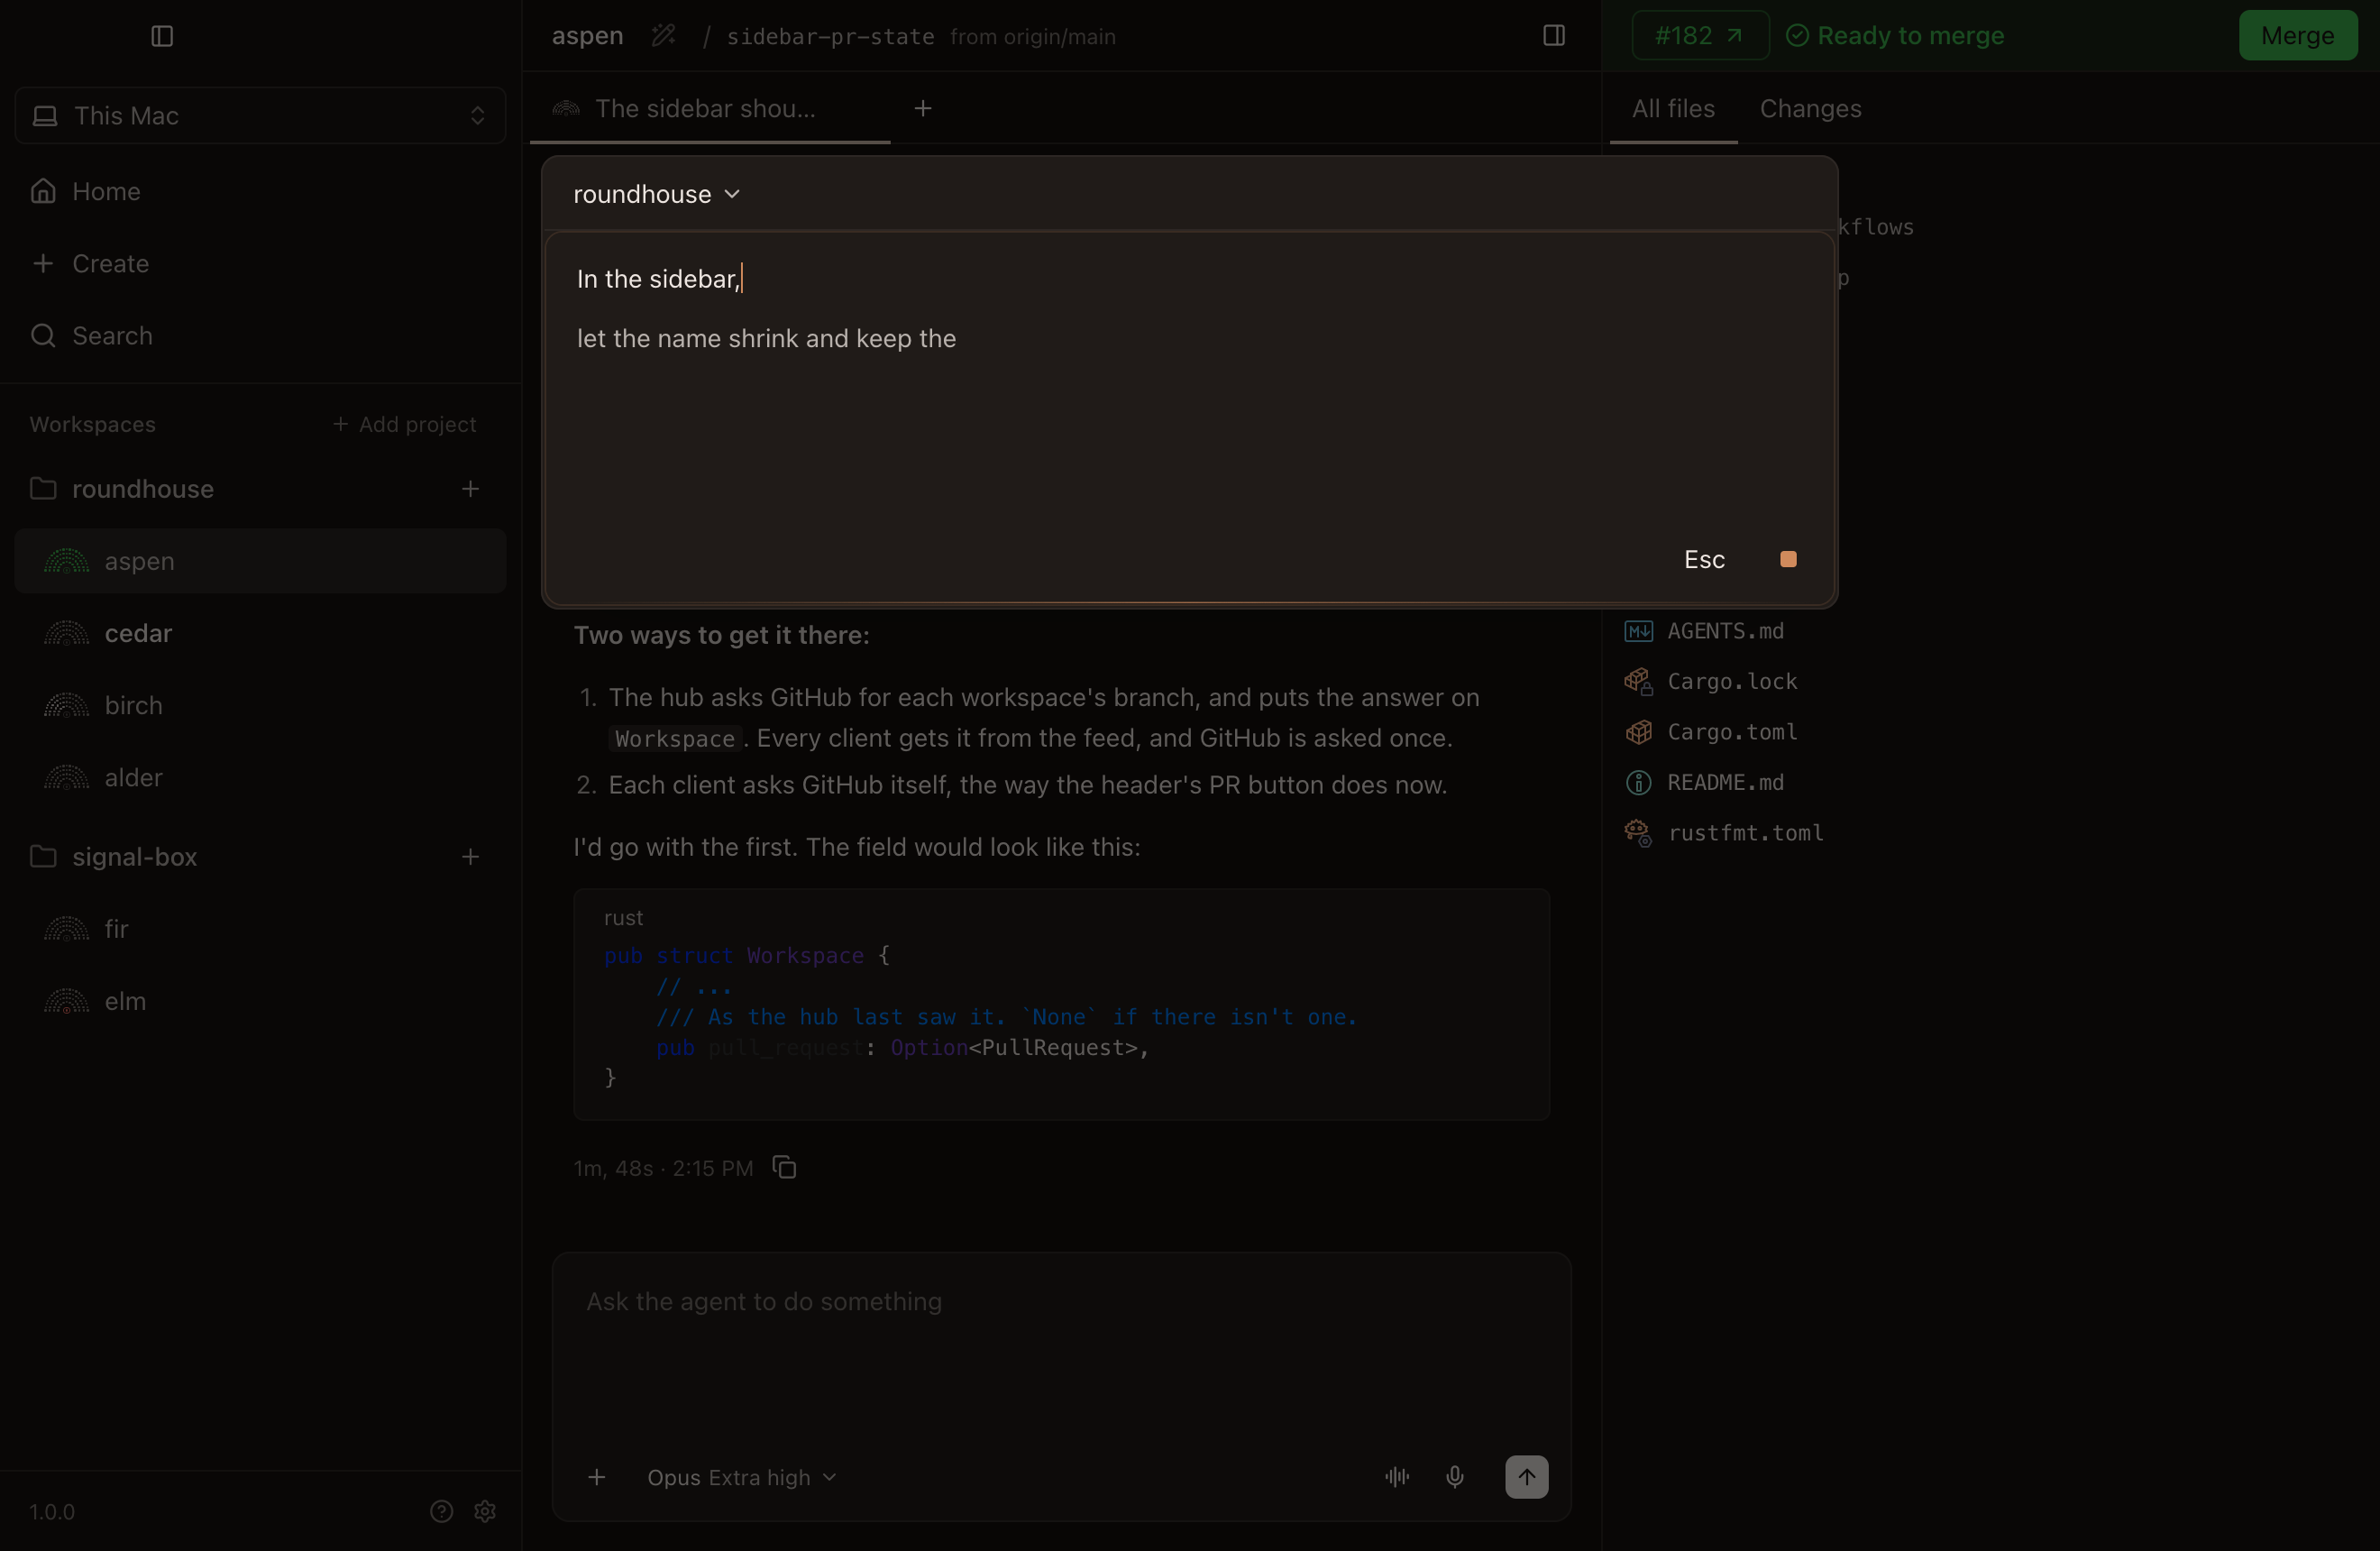 This Mac
Home
Create
Search
Workspaces
Add project
roundhouse
aspen
cedar
birch
alder
signal-box
fir
elm
1.0.0
aspen / sidebar-pr-state from origin/main
The sidebar shou...
roundhouse
In the sidebar,
let the name shrink and keep the
Esc
Two ways to get it there:
1. The hub asks GitHub for each workspace's branch, and puts the answer on
Workspace. Every client gets it from the feed, and GitHub is asked once.
2. Each client asks GitHub itself, the way the header's PR button does now.
I'd go with the first. The field would look like this:
rust
pub struct Workspace {
// ...
/// As the hub last saw it. `None` if there isn't one.
pub pull_request: Option<PullRequest>,
}
1m, 48s · 2:15 PM
Ask the agent to do something
Opus Extra high
#182
Ready to merge
Merge
All files
Changes
kflows
p
AGENTS.md
Cargo.lock
Cargo.toml
README.md
rustfmt.toml